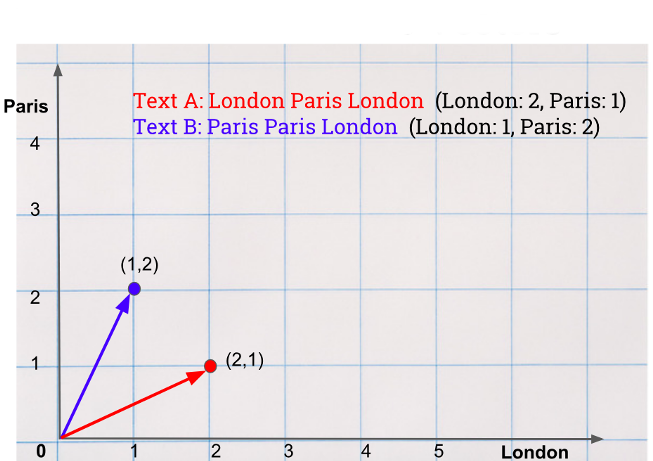 Paris
Text A: London Paris London (London: 2, Paris: 1)
Text B: Paris Paris London (London: 1, Paris: 2)
4
3
(1,2)
2
1
(2,1)
0 1 2 3 4 5 London